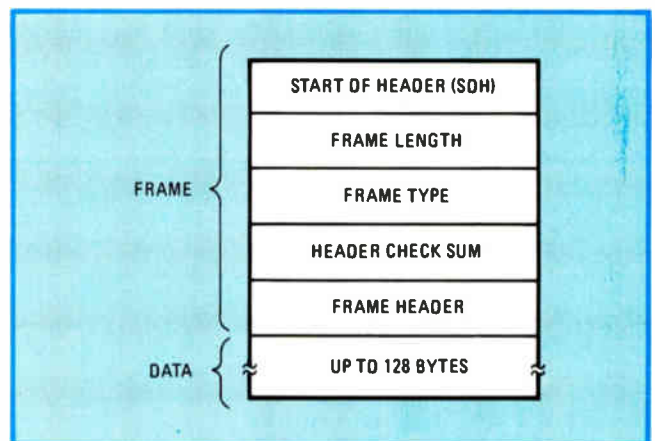 START OF HEADER (SOH)
FRAME LENGTH
FRAME
FRAME TYPE
HEADER CHECK SUM
FRAME HEADER
DATA
UP TO 128 BYTES